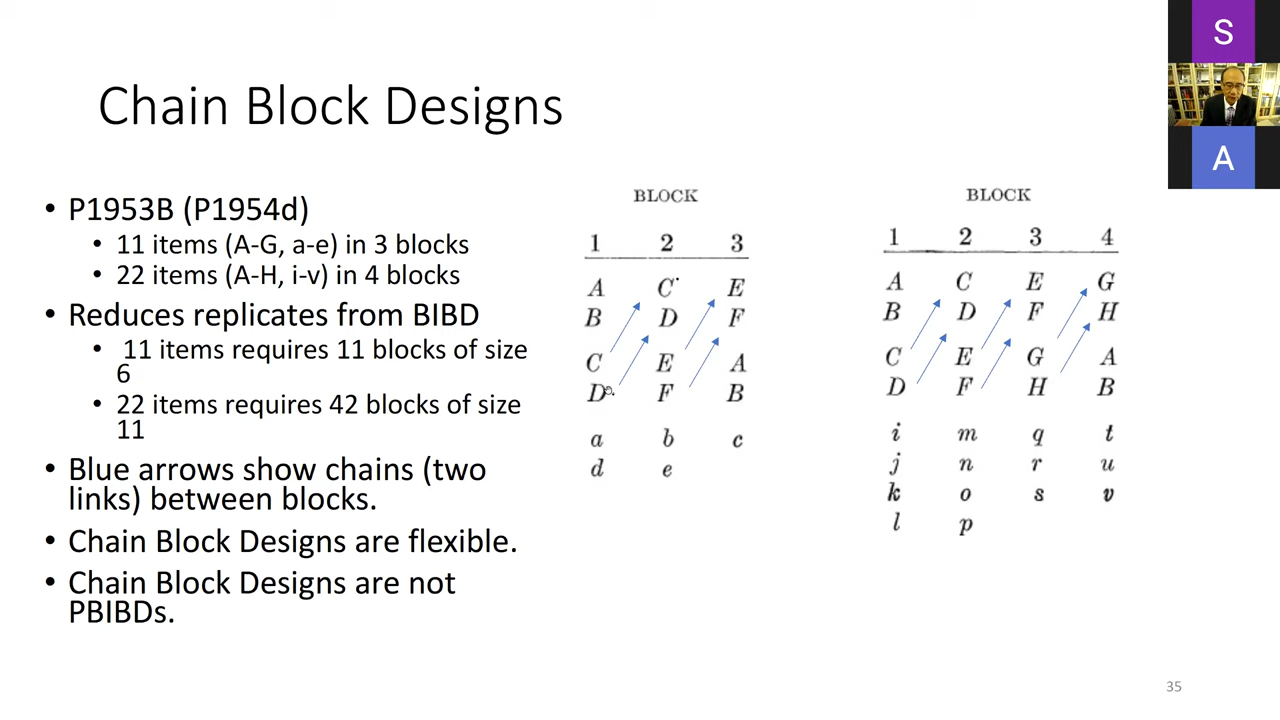 Chain Block Designs
• P1953B (P1954d)
• 11 items (A-G, a-e) in 3 blocks
• 22 items (A-H, i-v) in 4 blocks
• Reduces replicates from BIBD
• 11 items requires 11 blocks of size
6
• 22 items requires 42 blocks of size
11
• Blue arrows show chains (two
links) between blocks.
• Chain Block Designs are flexible.
• Chain Block Designs are not
PBIBDs.
BLOCK
1 2 3
A C E
B D F
C E A
D F B
a b c
d e
BLOCK
1 2 3 4
A C E G
B D F H
C E G A
D F H B
i m q t
j n r u
k o s v
l p
S
A
35